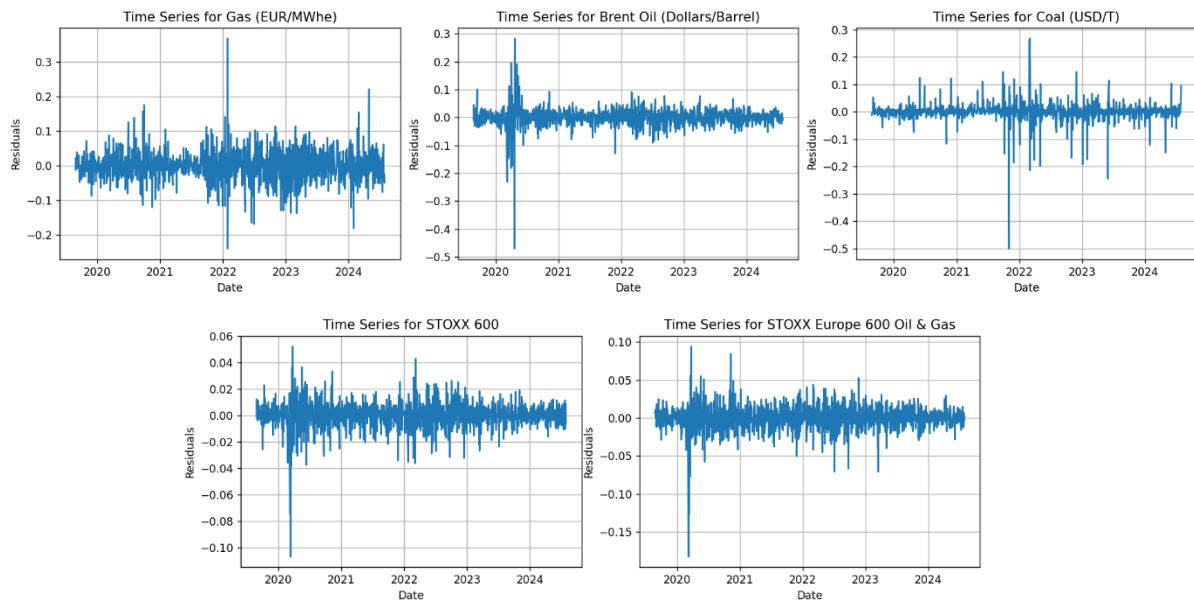 Time Series for Gas (EUR/MWhe)
Residuals
0.3
0.2
0.1
0.0
−0.1
−0.2
2020 2021 2022 2023 2024
Date
Time Series for Brent Oil (Dollars/Barrel)
Residuals
0.3
0.2
0.1
0.0
−0.1
−0.2
−0.3
−0.4
−0.5
2020 2021 2022 2023 2024
Date
Time Series for Coal (USD/T)
Residuals
0.3
0.2
0.1
0.0
−0.1
−0.2
−0.3
−0.4
−0.5
2020 2021 2022 2023 2024
Date
Time Series for STOXX 600
Residuals
0.06
0.04
0.02
0.00
−0.02
−0.04
−0.06
−0.08
−0.10
2020 2021 2022 2023 2024
Date
Time Series for STOXX Europe 600 Oil & Gas
Residuals
0.10
0.05
0.00
−0.05
−0.10
−0.15
2020 2021 2022 2023 2024
Date